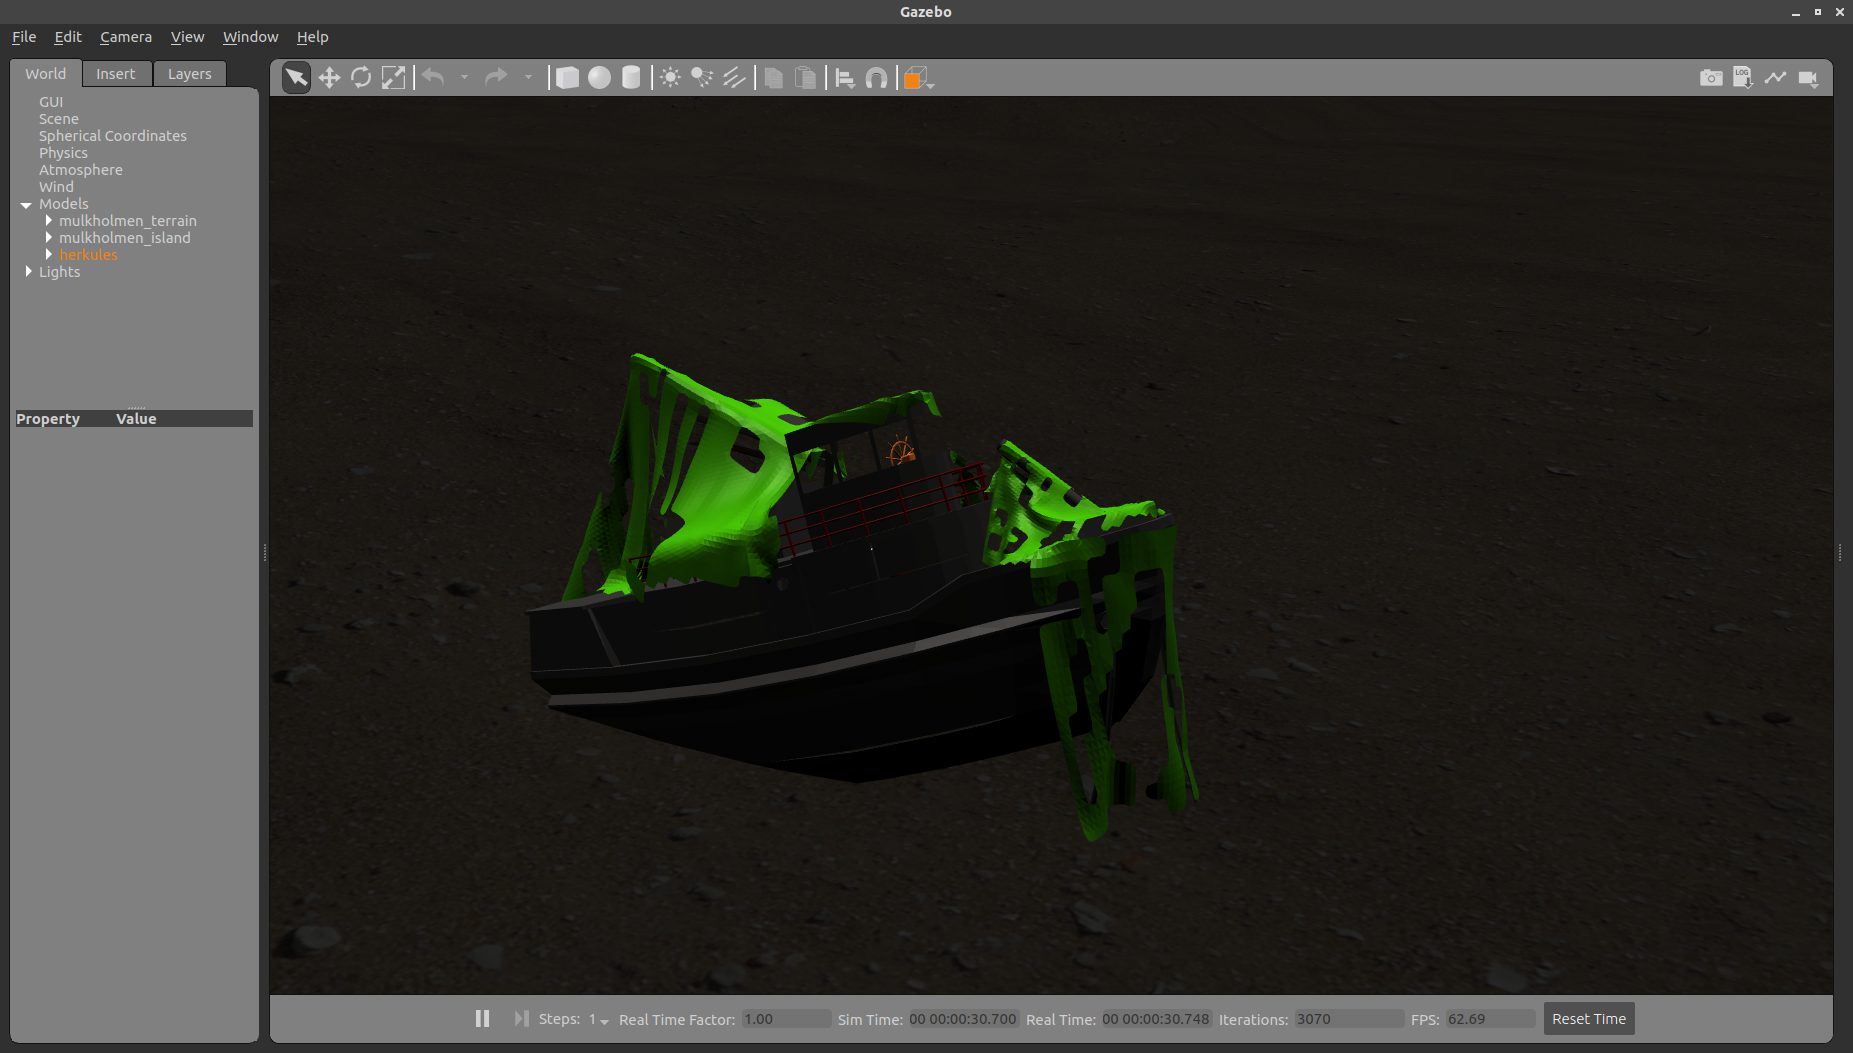 Gazebo
File Edit Camera View Window Help
World Insert Layers
GUI
Scene
Spherical Coordinates
Physics
Atmosphere
Wind
Models
mulkholmen_terrain
mulkholmen_island
herkules
Lights
Property Value
LOG
Steps: 1 Real Time Factor: 1.00 Sim Time: 00 00:00:30.700 Real Time: 00 00:00:30.748 Iterations: 3070 FPS: 62.69 Reset Time